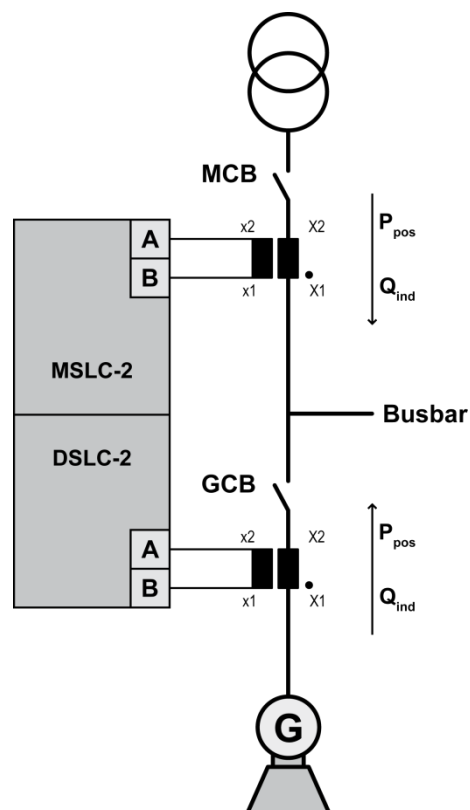 MCB
A
x2
X2
P pos
B
x1
X1
Q ind
MSLC-2
Busbar
DSLC-2
GCB
A
x2
X2
P pos
B
x1
X1
Q ind
G